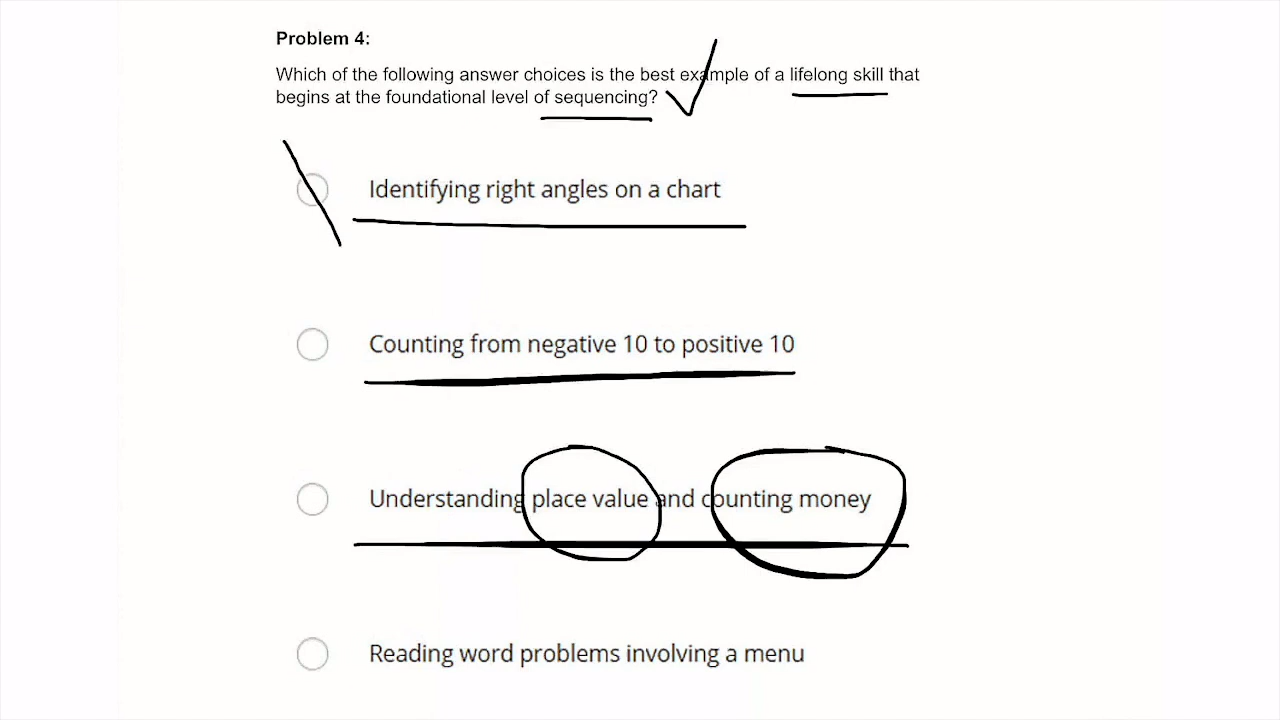 Problem 4:
Which of the following answer choices is the best example of a lifelong skill that
begins at the foundational level of sequencing?
Identifying right angles on a chart
Counting from negative 10 to positive 10
Understanding place value and counting money
Reading word problems involving a menu